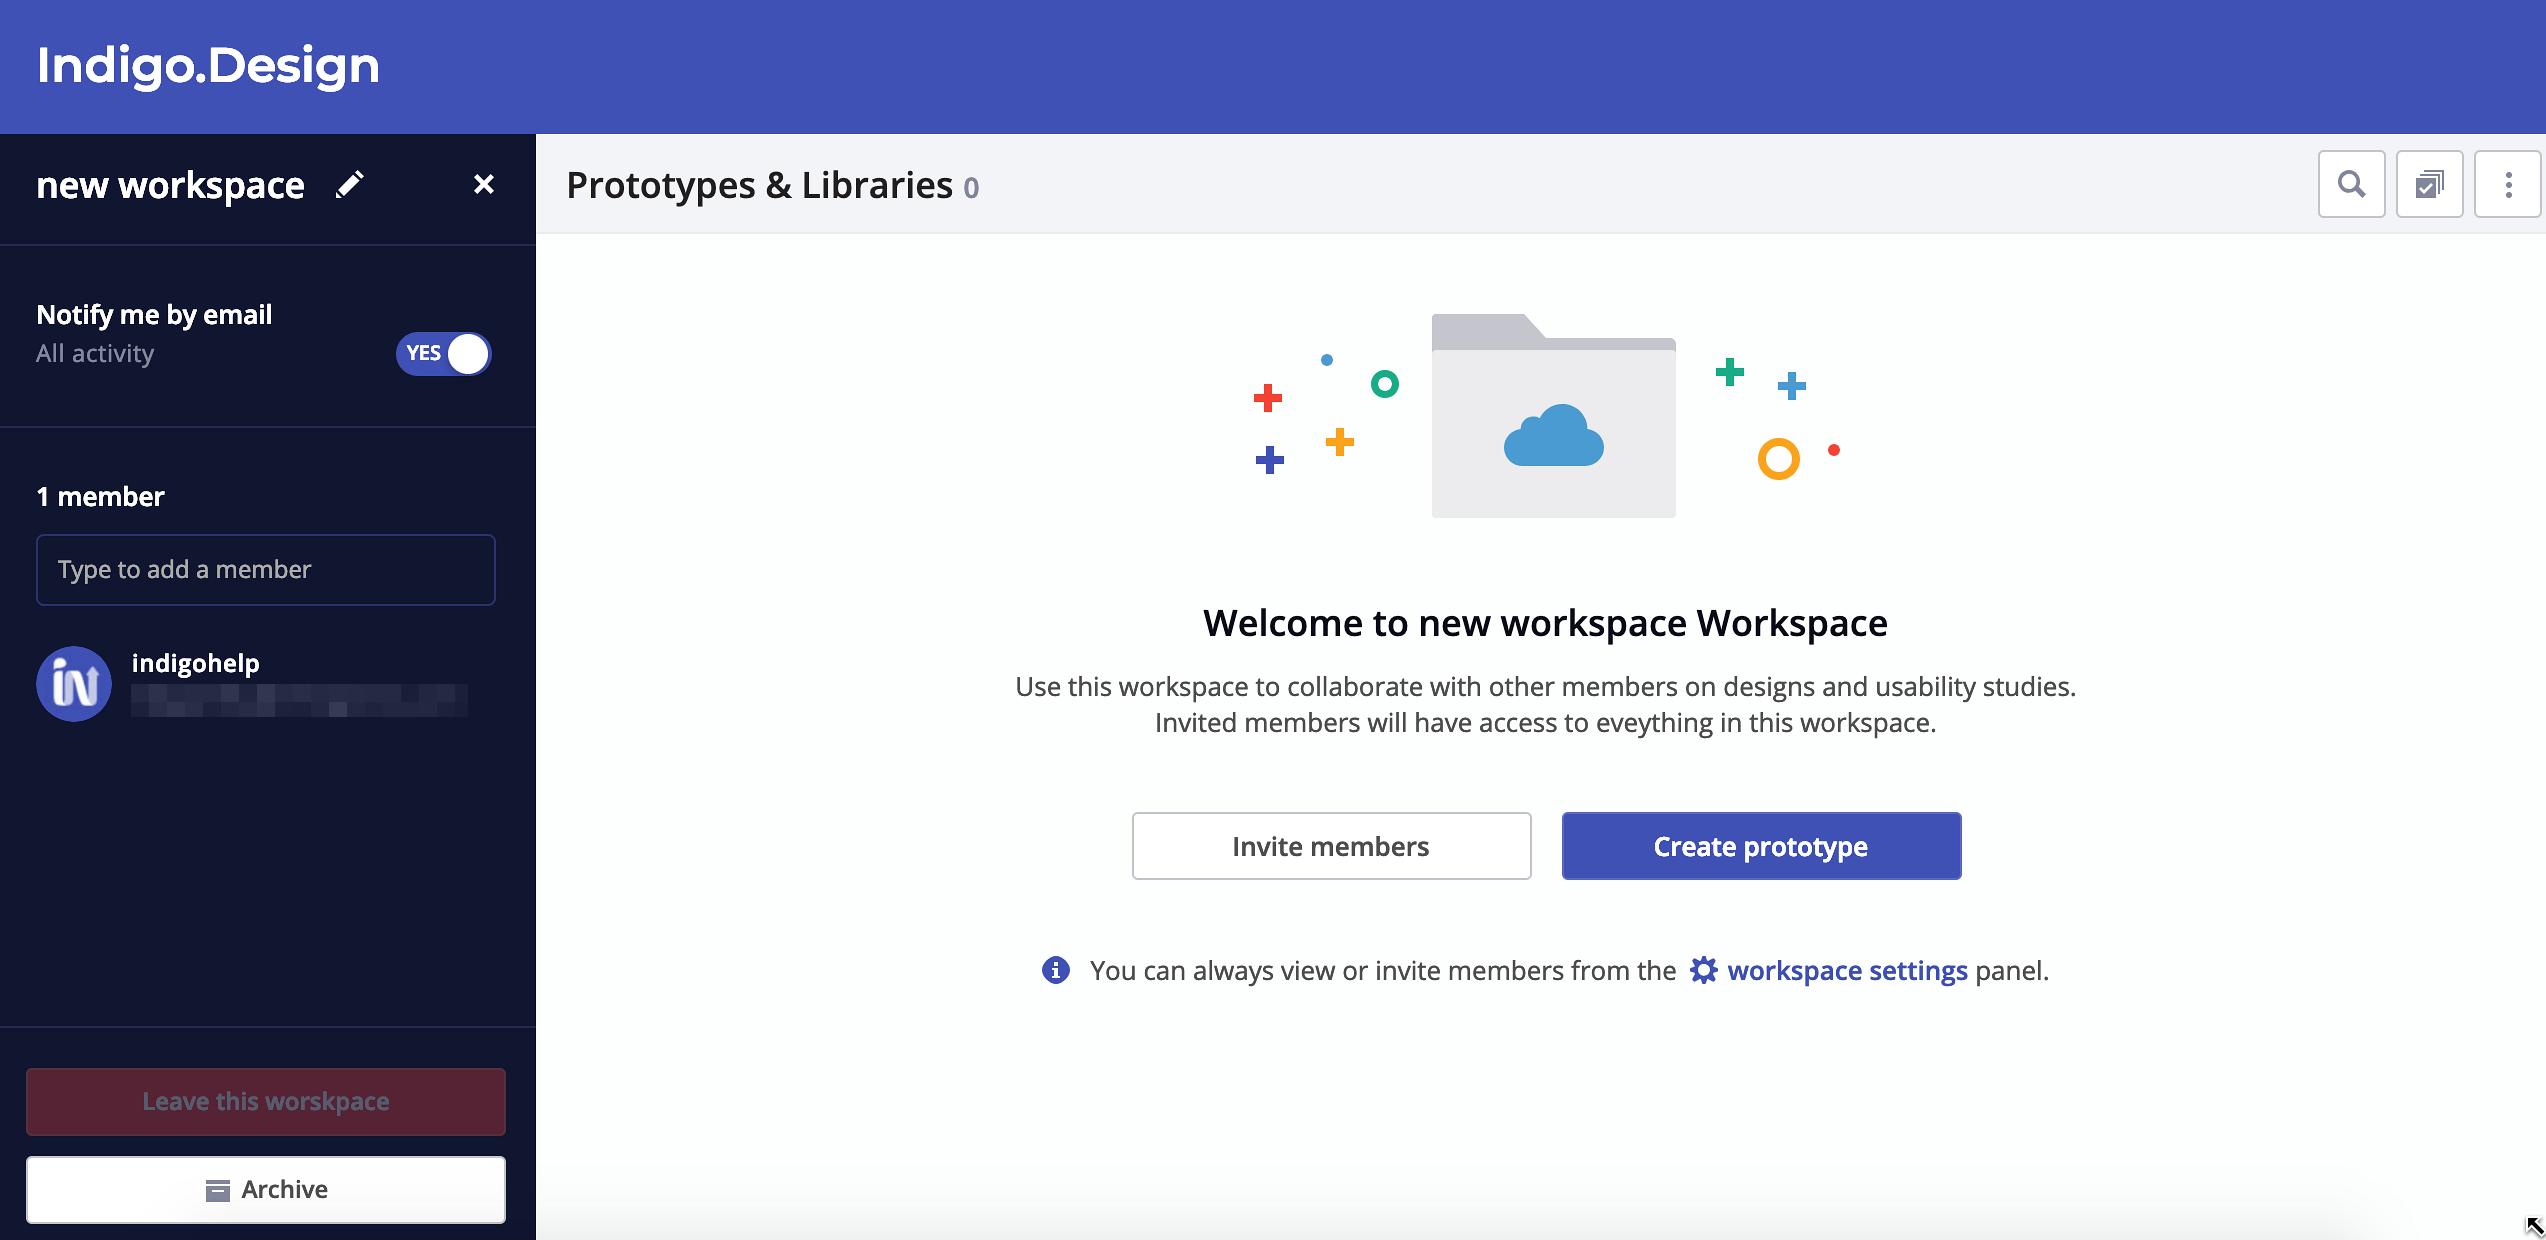 Indigo.Design
new workspace
Prototypes & Libraries 0
Notify me by email
All activity
YES
1 member
Type to add a member
indigohelp
Leave this worskpace
Archive
Welcome to new workspace Workspace
Use this workspace to collaborate with other members on designs and usability studies.
Invited members will have access to eveything in this workspace.
Invite members
Create prototype
You can always view or invite members from the workspace settings panel.